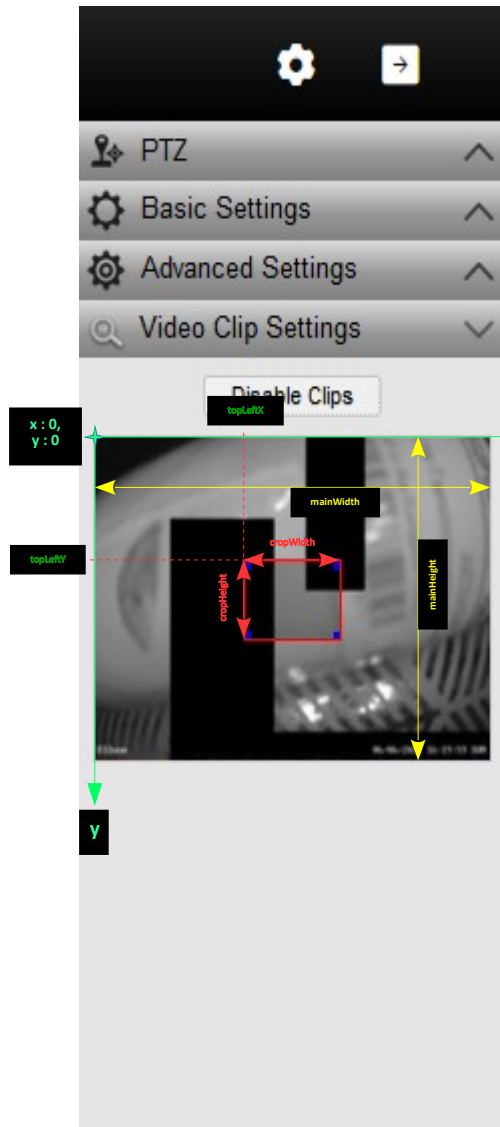 PTZ
Basic Settings
Advanced Settings
Video Clip Settings
Disable Clips
topLeftX
x : 0,
y : 0
mainWidth
cropWidth
topLeftY
cropHeight
mainHeight
y